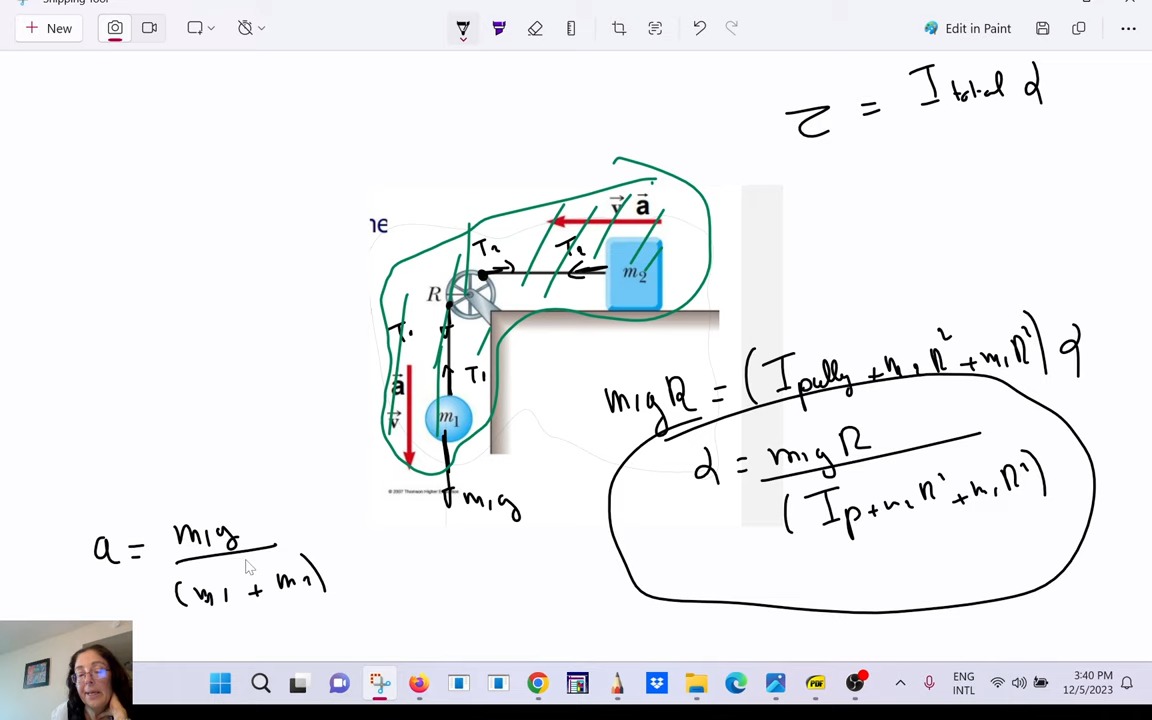 New
Edit in Paint
τ = I total α
ne
v⃗ a⃗
T₂ T₂
m₂
R
T₁
T₁
a⃗
v⃗
m₁
m₁g
m₁gR = (I pully + m₂R² + m₁R²) α
α = m₁gR
(Ip + m₂R² + m₁R²)
a = m₁g
(m₁ + m₂)
ENG
INTL
3:40 PM
12/5/2023